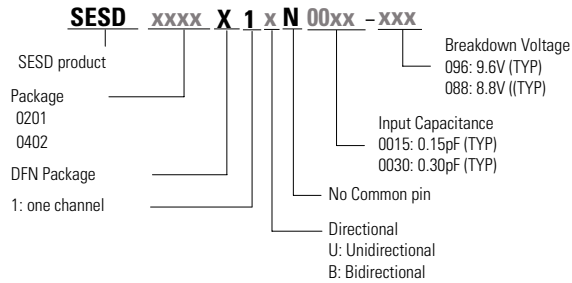 SESD xxxx X 1 x N 00xx - xxx
Breakdown Voltage
096: 9.6V (TYP)
088: 8.8V ((TYP)
SESD product
Package
0201
0402
Input Capacitance
0015: 0.15pF (TYP)
0030: 0.30pF (TYP)
DFN Package
No Common pin
1: one channel
Directional
U: Unidirectional
B: Bidirectional